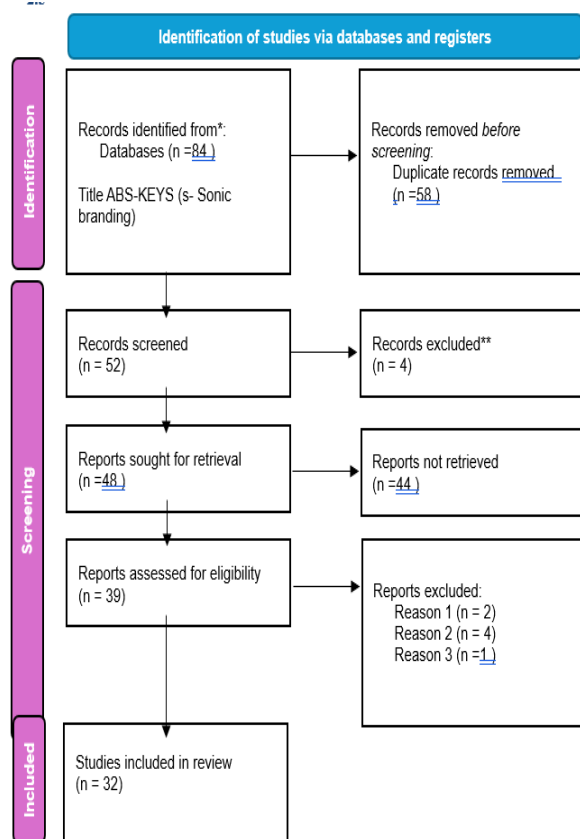 Identification of studies via databases and registers
Identification
Records identified from*:
Databases (n =84 )
Title ABS-KEYS (s- Sonic
branding)
Records removed before
screening:
Duplicate records removed
(n =58 )
Screening
Records screened
(n = 52)
Records excluded**
(n = 4)
Reports sought for retrieval
(n =48 )
Reports not retrieved
(n =44 )
Reports assessed for eligibility
(n = 39)
Reports excluded:
Reason 1 (n = 2)
Reason 2 (n = 4)
Reason 3 (n =1 )
Included
Studies included in review
(n = 32)